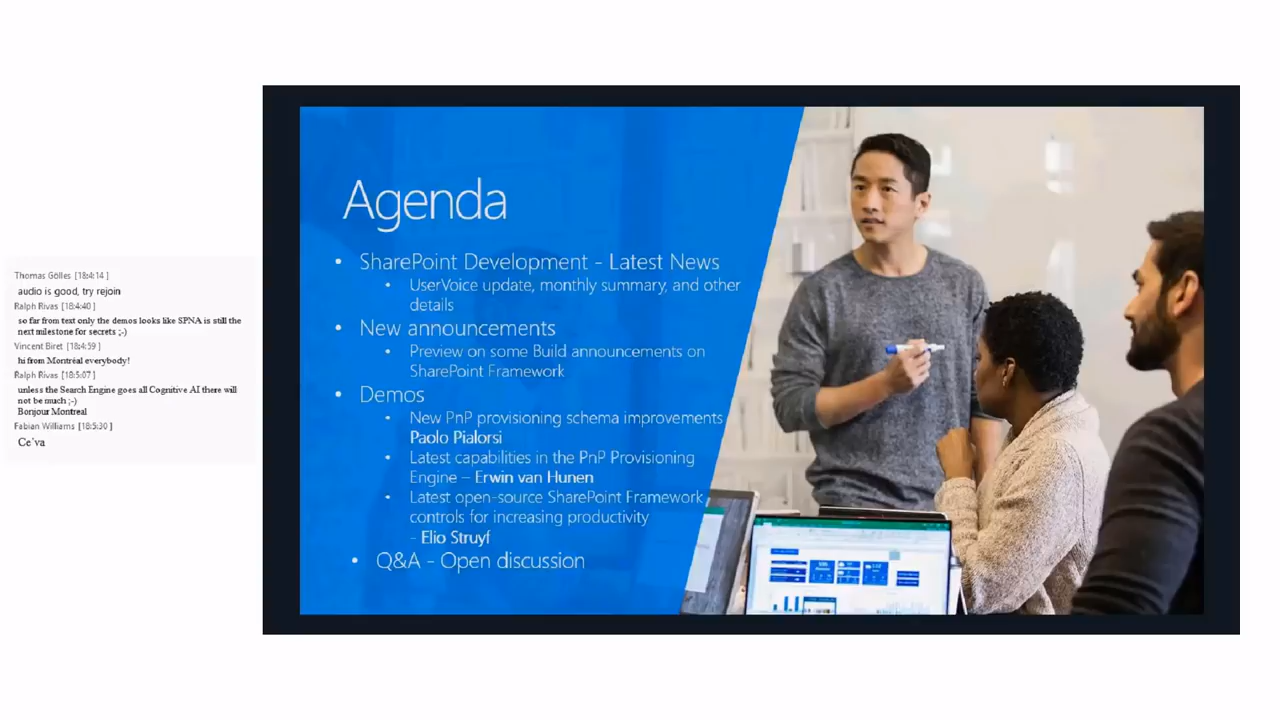 Thomas Gölles [18:4:14 ]
audio is good, try rejoin
Ralph Rivas [18:4:40 ]
so far from text only the demos looks like SPNA is still the
next milestone for secrets ;-)
Vincent Biret [18:4:59 ]
hi from Montréal everybody!
Ralph Rivas [18:5:07 ]
unless the Search Engine goes all Cognitive AI there will
not be much ;-)
Bonjour Montreal
Fabian Williams [18:5:30 ]
Ce'va
Agenda
• SharePoint Development - Latest News
• UserVoice update, monthly summary, and other
details
• New announcements
• Preview on some Build announcements on
SharePoint Framework
• Demos
• New PnP provisioning schema improvements
Paolo Pialorsi
• Latest capabilities in the PnP Provisioning
Engine – Erwin van Hunen
• Latest open-source SharePoint Framework
controls for increasing productivity
- Elio Struyf
• Q&A - Open discussion